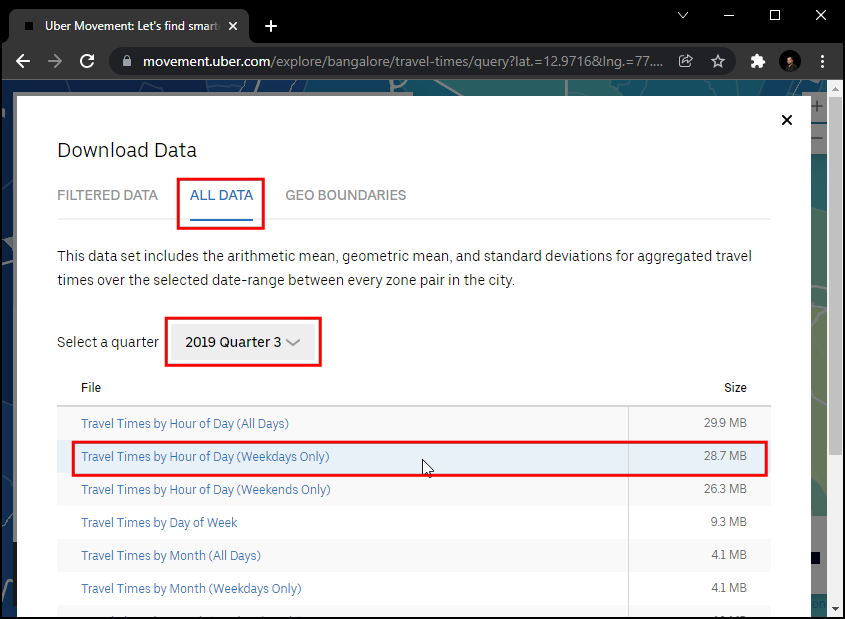 Uber Movement: Let's find smarte
movement.uber.com/explore/bangalore/travel-times/query?lat.=12.9716&lng.=77....
Download Data
FILTERED DATA ALL DATA GEO BOUNDARIES
This data set includes the arithmetic mean, geometric mean, and standard deviations for aggregated travel
times over the selected date-range between every zone pair in the city.
Select a quarter 2019 Quarter 3
File Size
Travel Times by Hour of Day (All Days) 29.9 MB
Travel Times by Hour of Day (Weekdays Only) 28.7 MB
Travel Times by Hour of Day (Weekends Only) 26.3 MB
Travel Times by Day of Week 9.3 MB
Travel Times by Month (All Days) 4.1 MB
Travel Times by Month (Weekdays Only) 4.1 MB